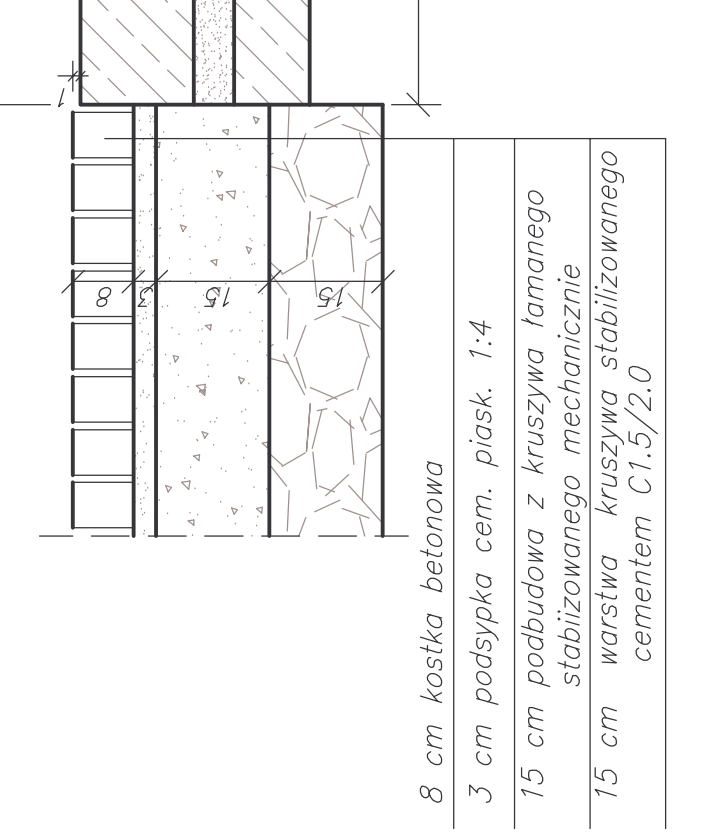 8 cm kostka betonowa
3 cm podsypka cem. piask. 1:4
15 cm podbudowa z kruszywa łamanego
stabiizowanego mechanicznie
15 cm warstwa kruszywa stabilizowanego
cementem C1.5/2.0
1
8
3
15
15